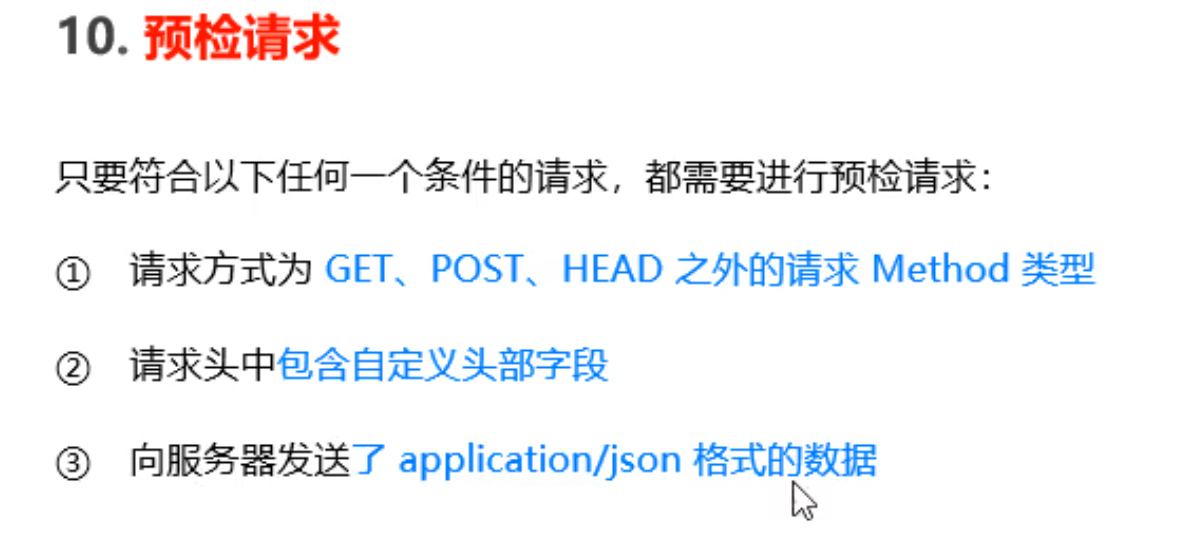 10. 预检请求
只要符合以下任何一个条件的请求，都需要进行预检请求：
① 请求方式为 GET、POST、HEAD 之外的请求 Method 类型
② 请求头中包含自定义头部字段
③ 向服务器发送了 application/json 格式的数据